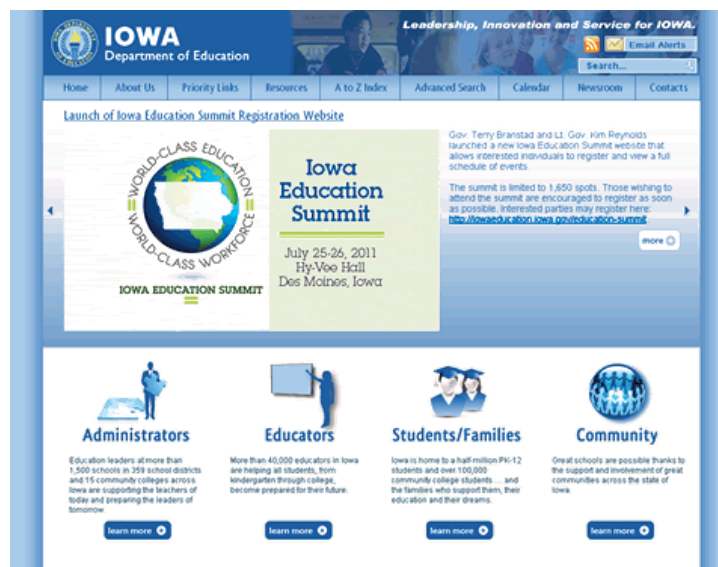 IOWA
Department of Education
Leadership, Innovation and Service for IOWA.
Email Alerts
Search...
Home About Us Priority Links Resources A to Z Index Advanced Search Calendar Newsroom Contacts
Launch of Iowa Education Summit Registration Website
WORLD-CLASS EDUCATION
WORLD-CLASS WORKFORCE
IOWA EDUCATION SUMMIT
Iowa
Education
Summit
July 25-26, 2011
Hy-Vee Hall
Des Moines, Iowa
Gov. Terry Branstad and Lt. Gov. Kim Reynolds
launched a new Iowa Education Summit website that
allows interested individuals to register and view a full
schedule of events.
The summit is limited to 1,650 spots. Those wishing to
attend the summit are encouraged to register as soon
as possible. Interested parties may register here:
http://iowaeducation.iowa.gov/education-summit
more
Administrators
Education leaders at more than
1,500 schools in 359 school districts
and 15 community colleges across
Iowa are supporting the teachers of
today and preparing the leaders of
tomorrow.
learn more
Educators
More than 40,000 educators in Iowa
are helping all students, from
kindergarten through college,
become prepared for their future.
learn more
Students/Families
Iowa is home to a half-million PK-12
students and over 100,000
community college students . . . and
the families who support them, their
education and their dreams.
learn more
Community
Great schools are possible thanks to
the support and involvement of great
communities across the state of
Iowa.
learn more